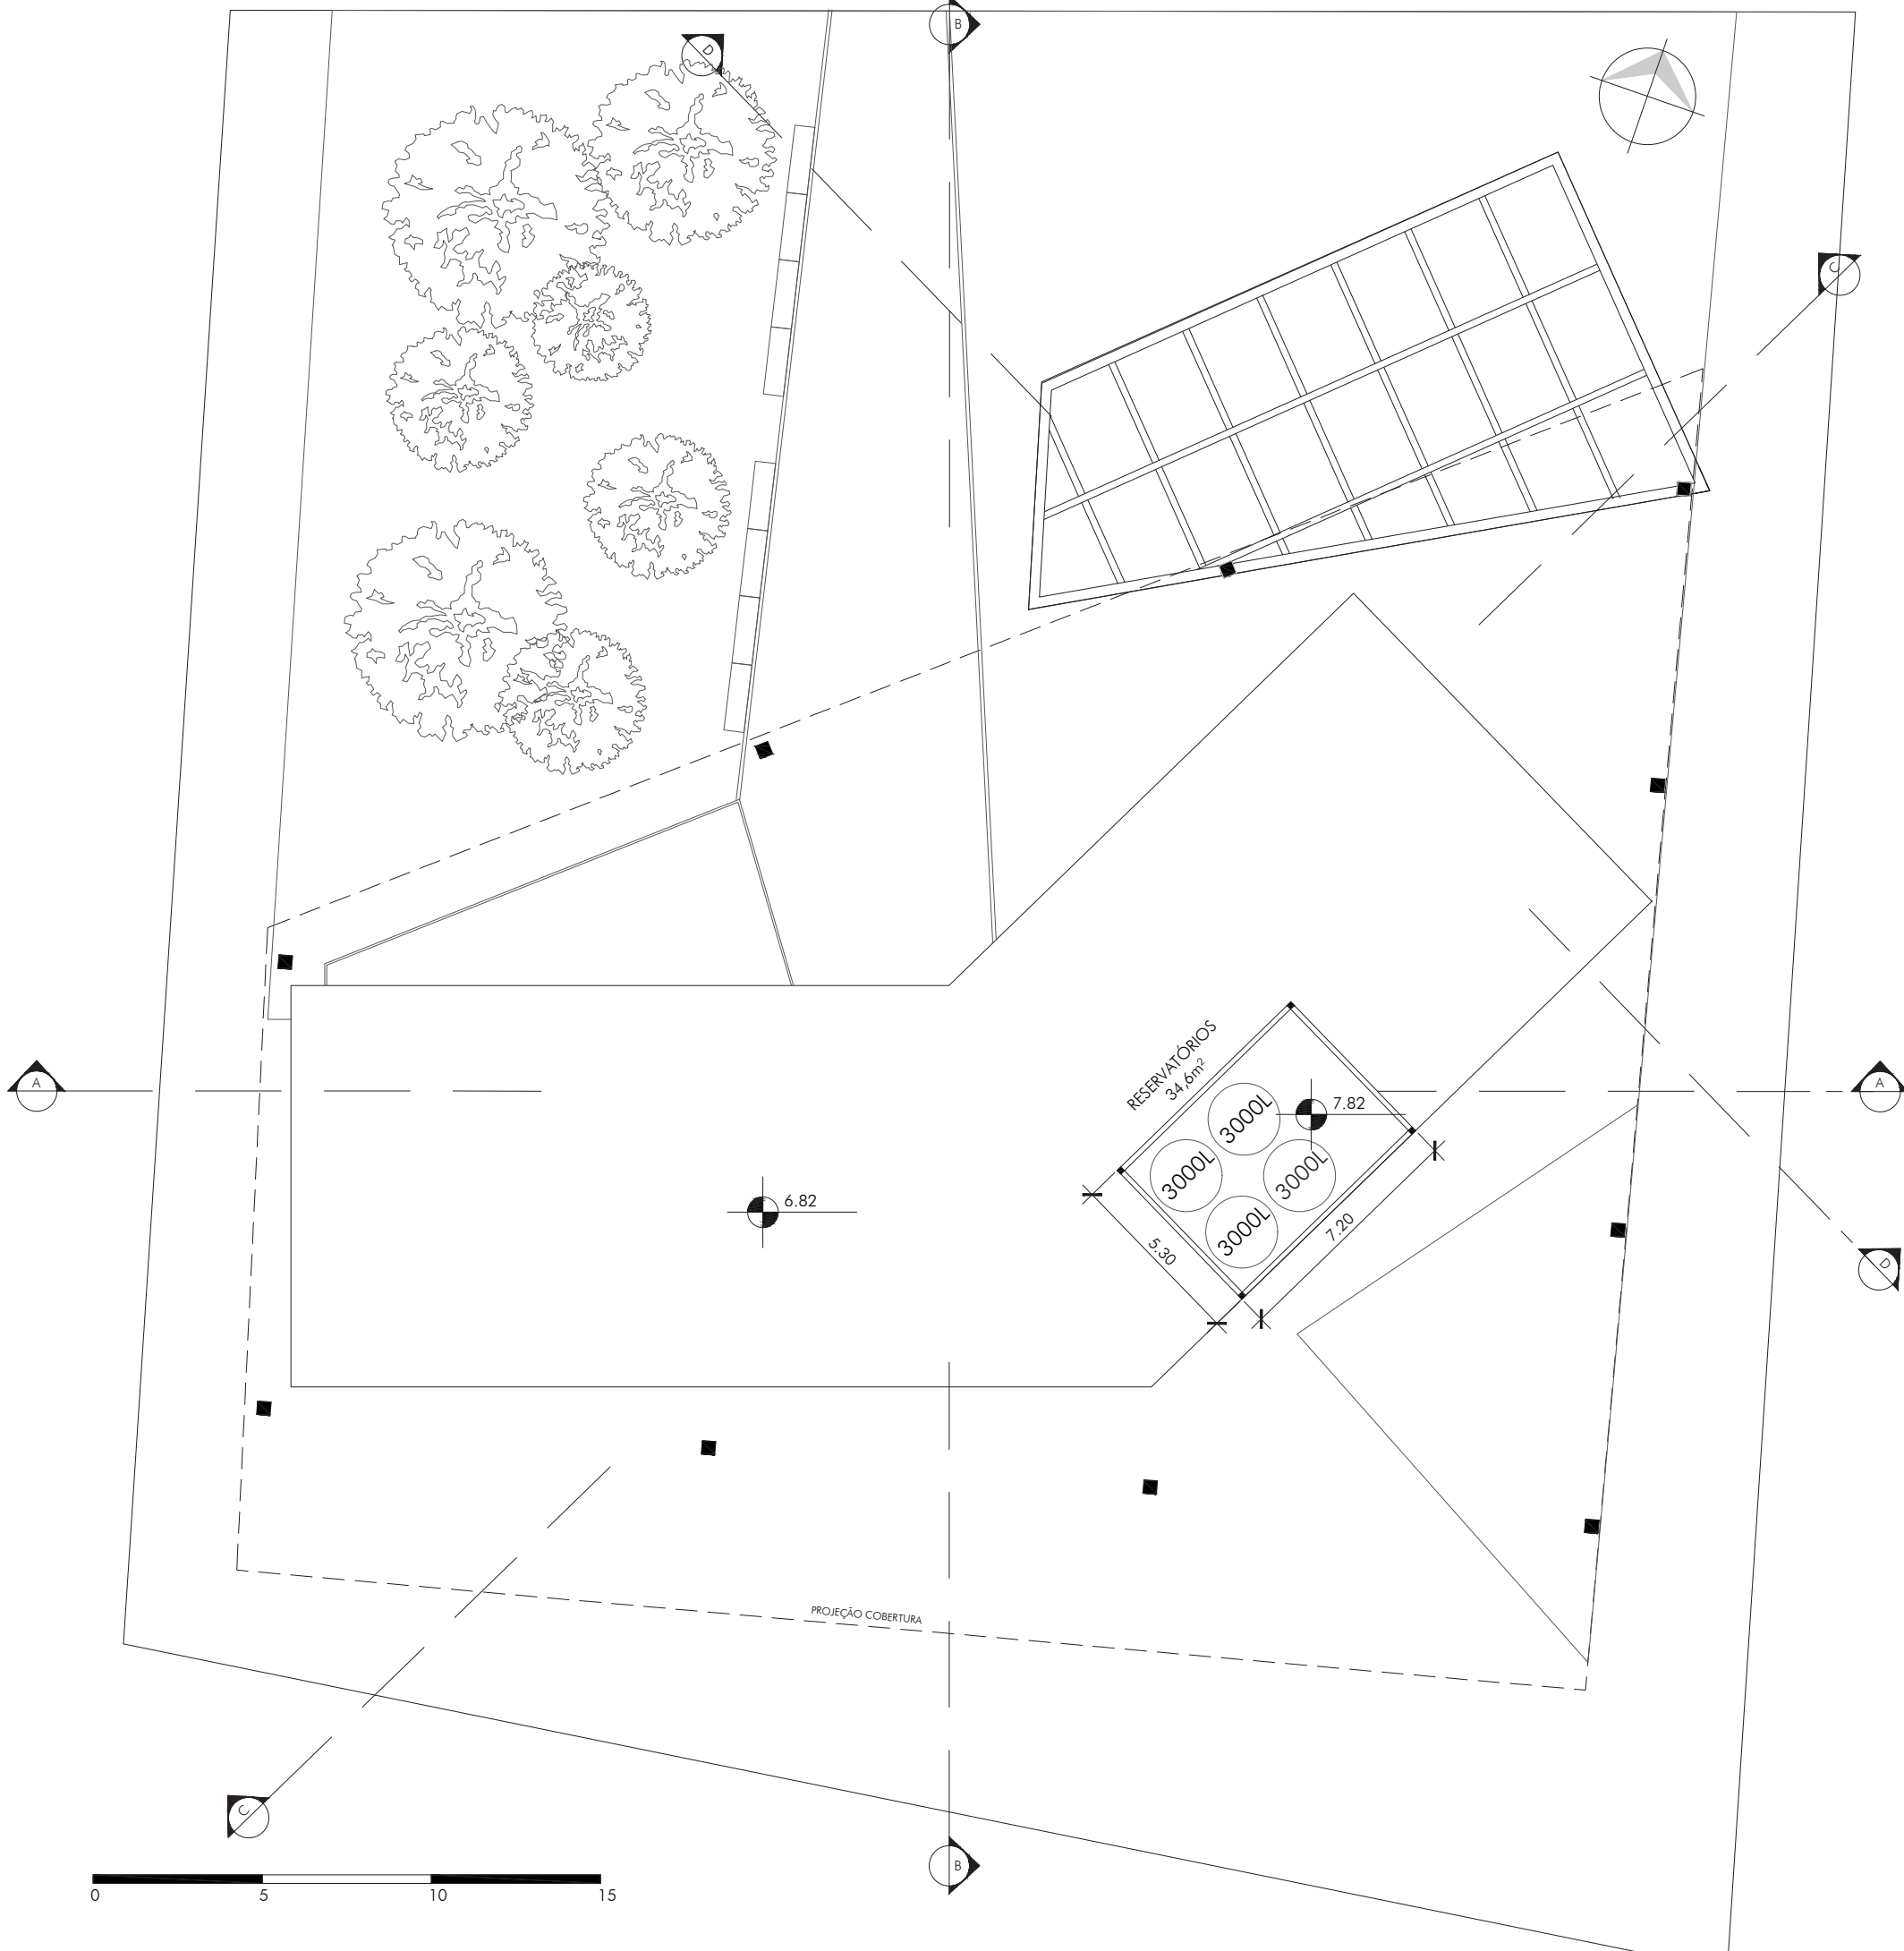 B
D
C
RESERVATÓRIOS
34,6m²
A
A
3000L
7.82
3000L
3000L
6.82
3000L
7.20
5.30
D
PROJEÇÃO COBERTURA
C
B
0 5 10 15